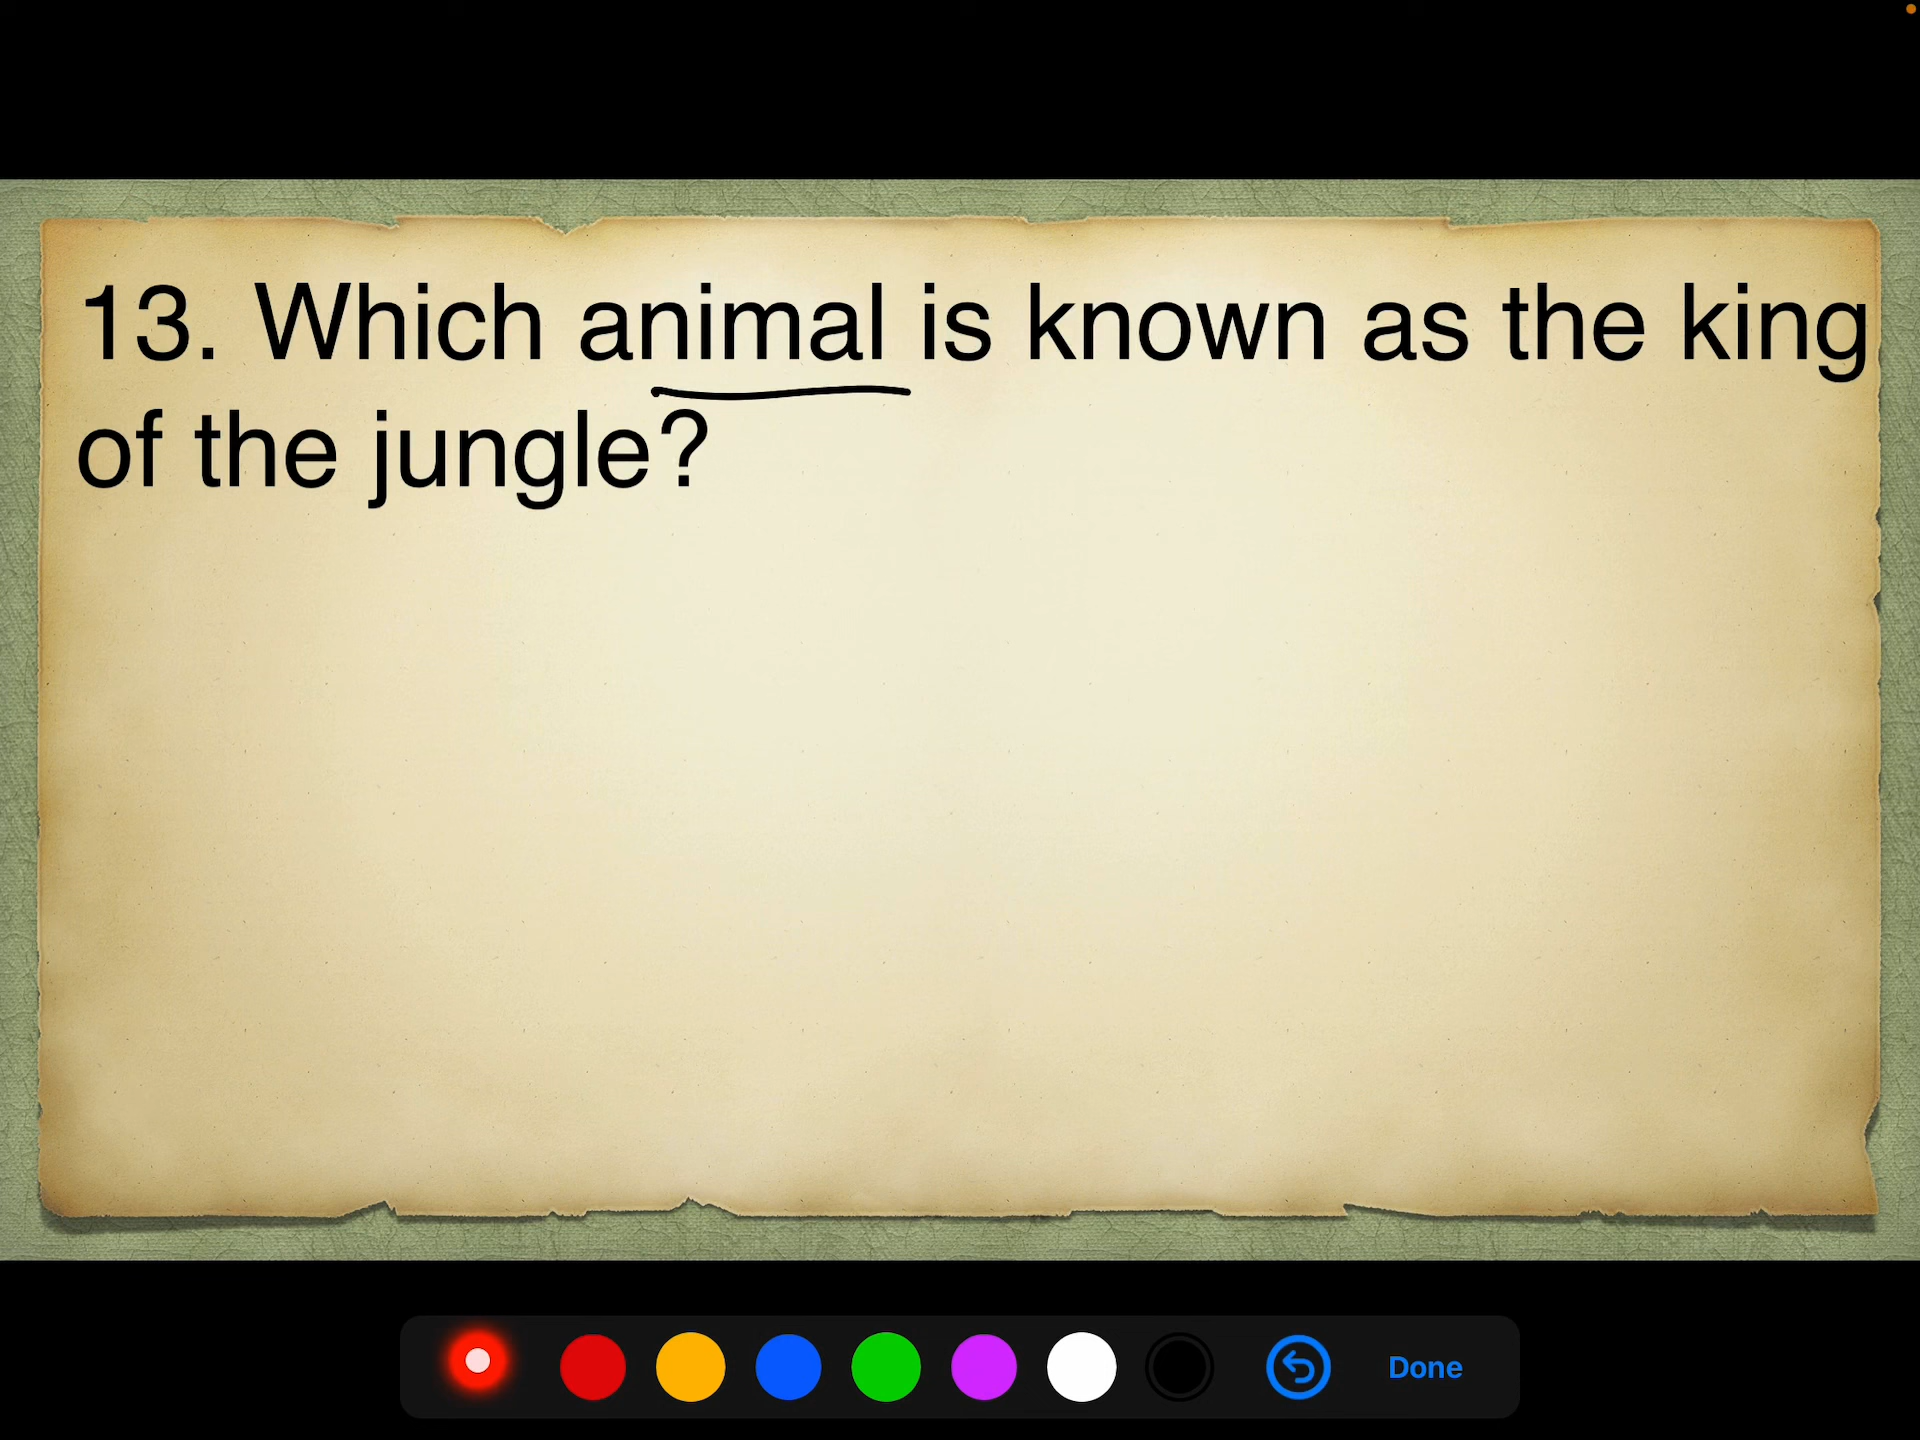 13. Which animal is known as the king
of the jungle?
Done